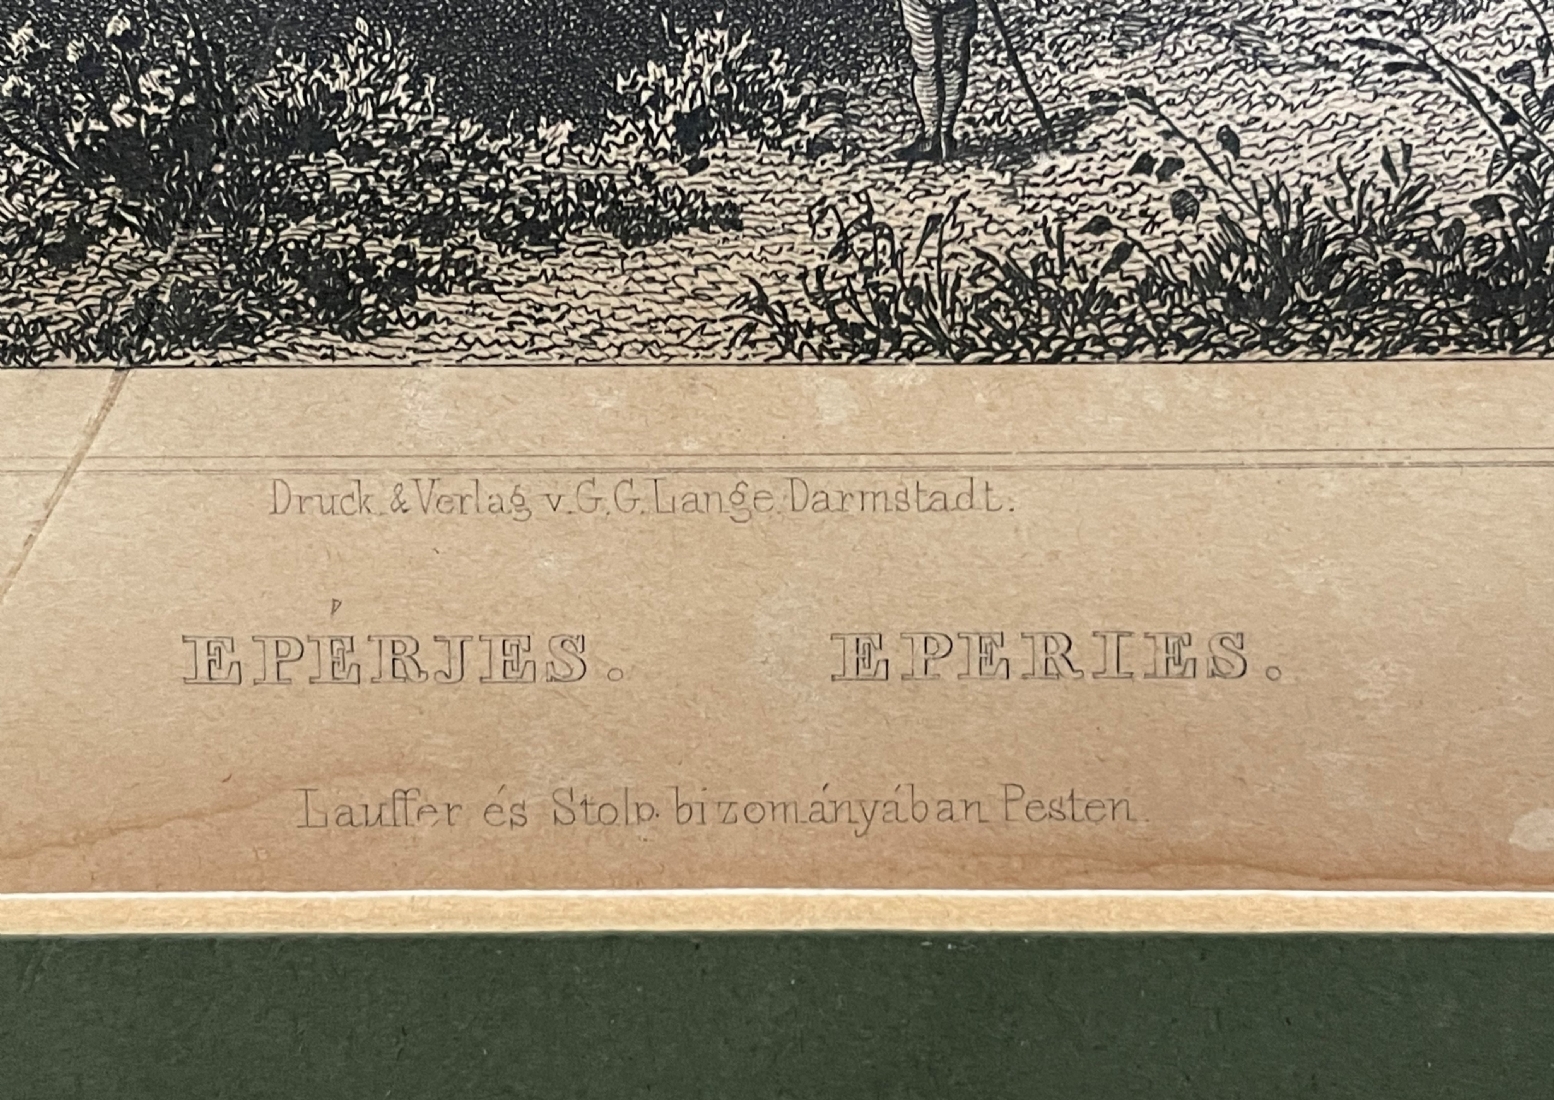 Druck & Verlag v. G. G. Lange. Darmstadt.
EPÉRJES. EPERIES.
Lauffer és Stolp. bizományában Pesten.